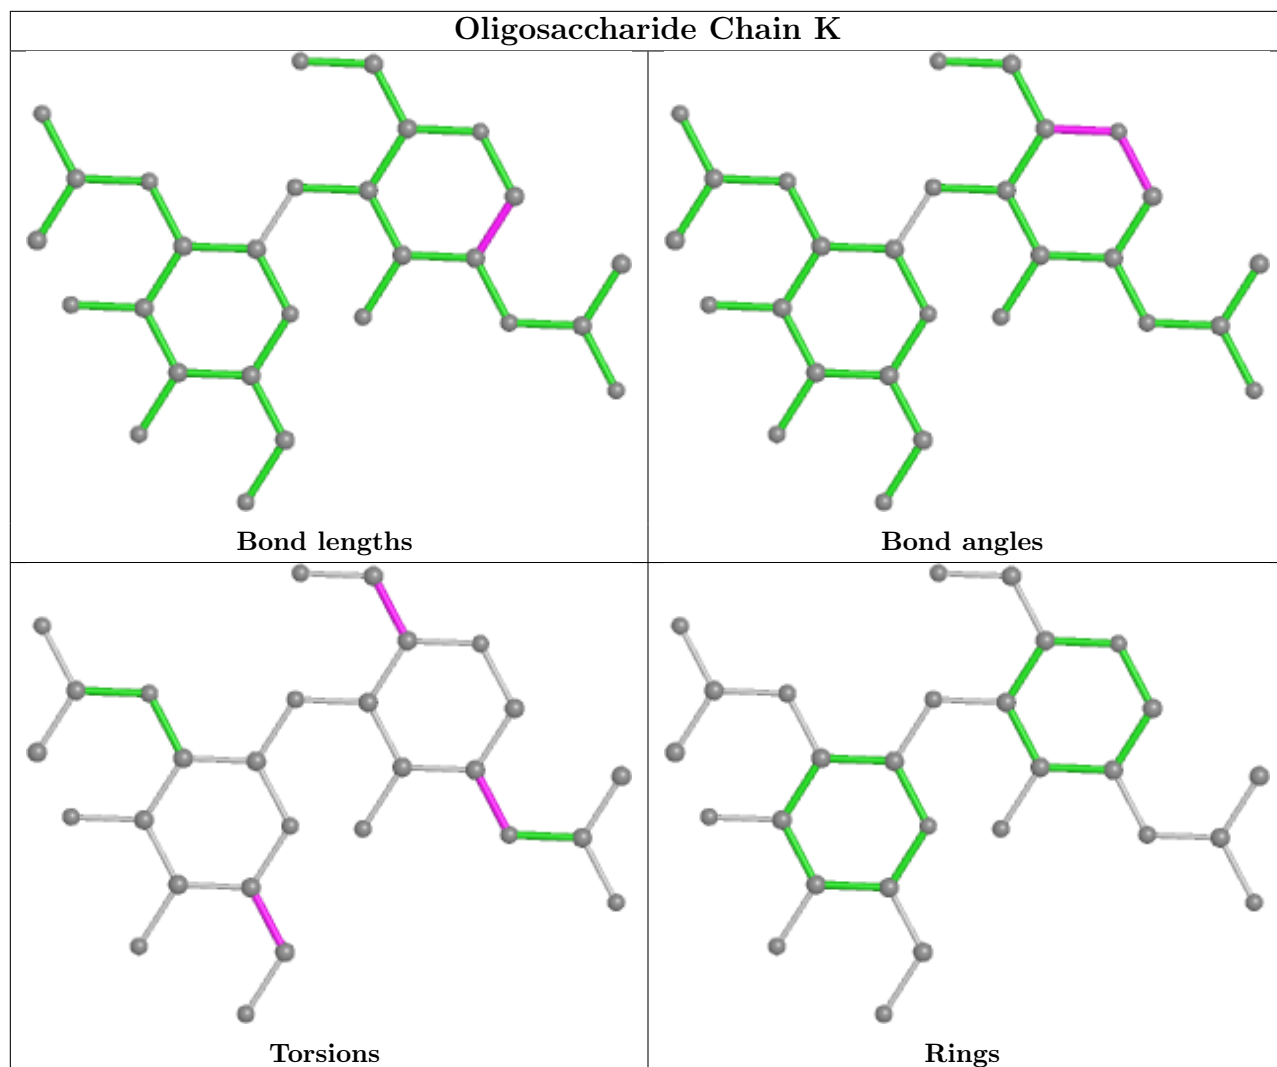 Oligosaccharide Chain K
Bond lengths
Bond angles
Torsions
Rings